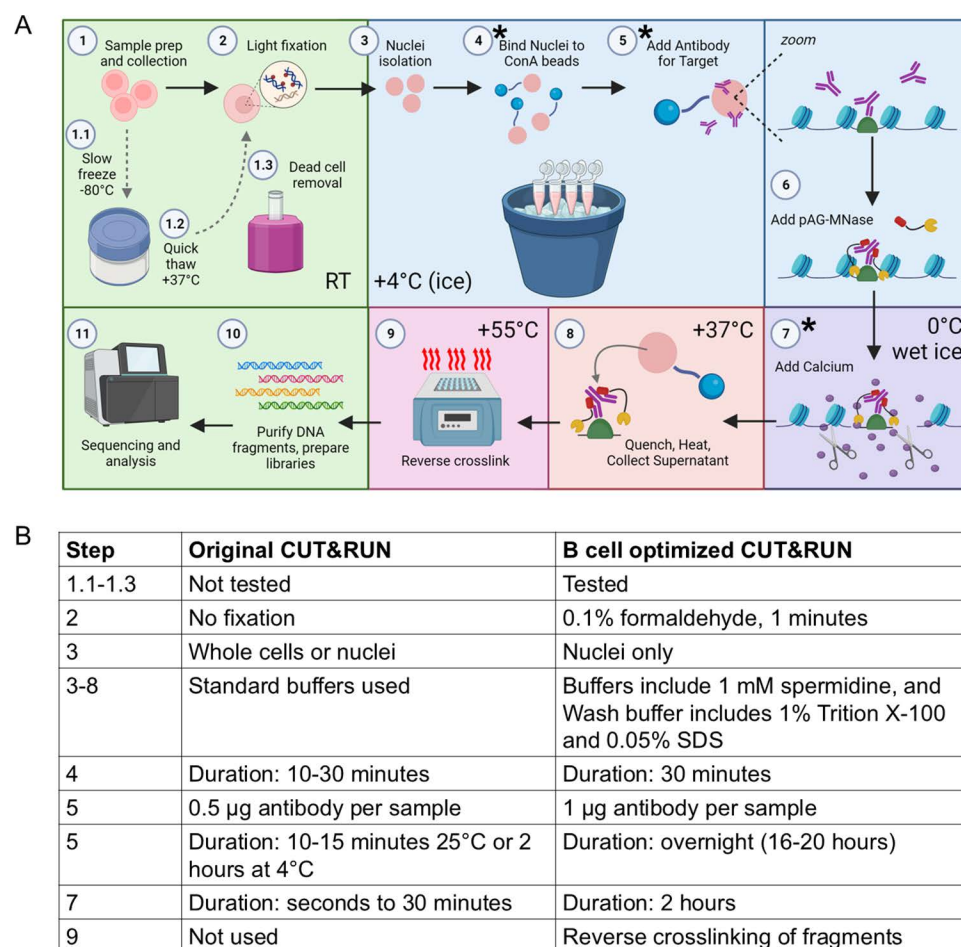 A
1 Sample prep and collection
2 Light fixation
3 Nuclei isolation
4 * Bind Nuclei to ConA beads
5 * Add Antibody for Target
zoom
1.1 Slow freeze -80°C
1.2 Quick thaw +37°C
1.3 Dead cell removal
RT
+4°C (ice)
6 Add pAG-MNase
7 * 0°C wet ice
Add Calcium
8 +37°C
Quench, Heat, Collect Supernatant
9 +55°C
Reverse crosslink
10 Purify DNA fragments, prepare libraries
11 Sequencing and analysis
B
Step Original CUT&RUN B cell optimized CUT&RUN
1.1-1.3 Not tested Tested
2 No fixation 0.1% formaldehyde, 1 minutes
3 Whole cells or nuclei Nuclei only
3-8 Standard buffers used Buffers include 1 mM spermidine, and
Wash buffer includes 1% Trition X-100
and 0.05% SDS
4 Duration: 10-30 minutes Duration: 30 minutes
5 0.5 µg antibody per sample 1 µg antibody per sample
5 Duration: 10-15 minutes 25°C or 2 Duration: overnight (16-20 hours)
hours at 4°C
7 Duration: seconds to 30 minutes Duration: 2 hours
9 Not used Reverse crosslinking of fragments